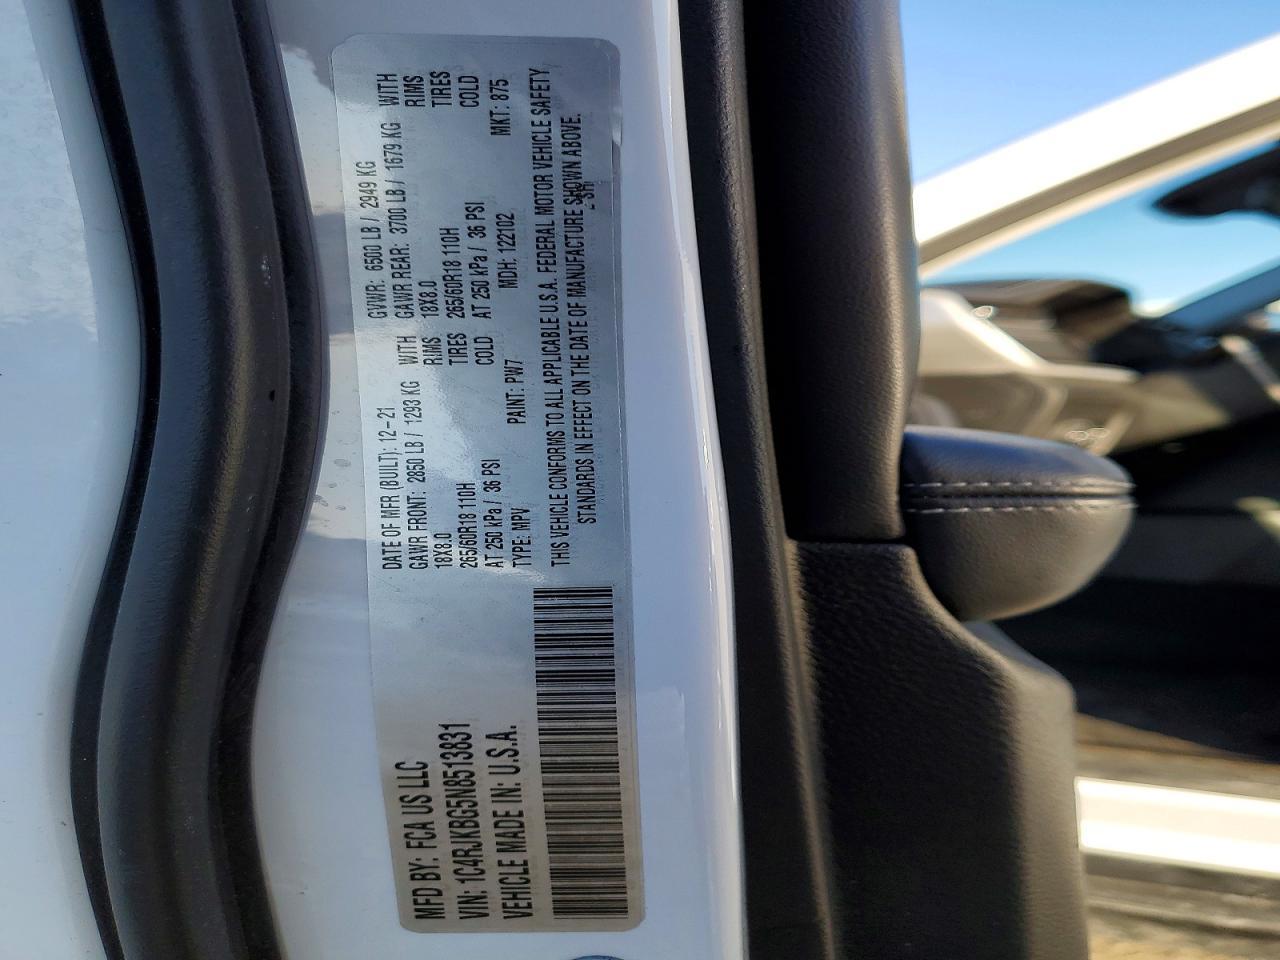 MFD BY: FCA US LLC
VIN: 1C4RJKBG5N8513831
VEHICLE MADE IN: U.S.A.
DATE OF MFR (BUILT): 12-21 GVWR: 6500 LB / 2949 KG
GAWR FRONT: 2850 LB / 1293 KG WITH GAWR REAR: 3700 LB / 1679 KG WITH
18X8.0 RIMS 18X8.0 RIMS
265/60R18 110H TIRES 265/60R18 110H TIRES
AT 250 kPa / 36 PSI COLD AT 250 kPa / 36 PSI COLD
TYPE: MPV PAINT: PW7 MDH: 122102 MKT: 875
THIS VEHICLE CONFORMS TO ALL APPLICABLE U.S.A. FEDERAL MOTOR VEHICLE SAFETY
STANDARDS IN EFFECT ON THE DATE OF MANUFACTURE SHOWN ABOVE.